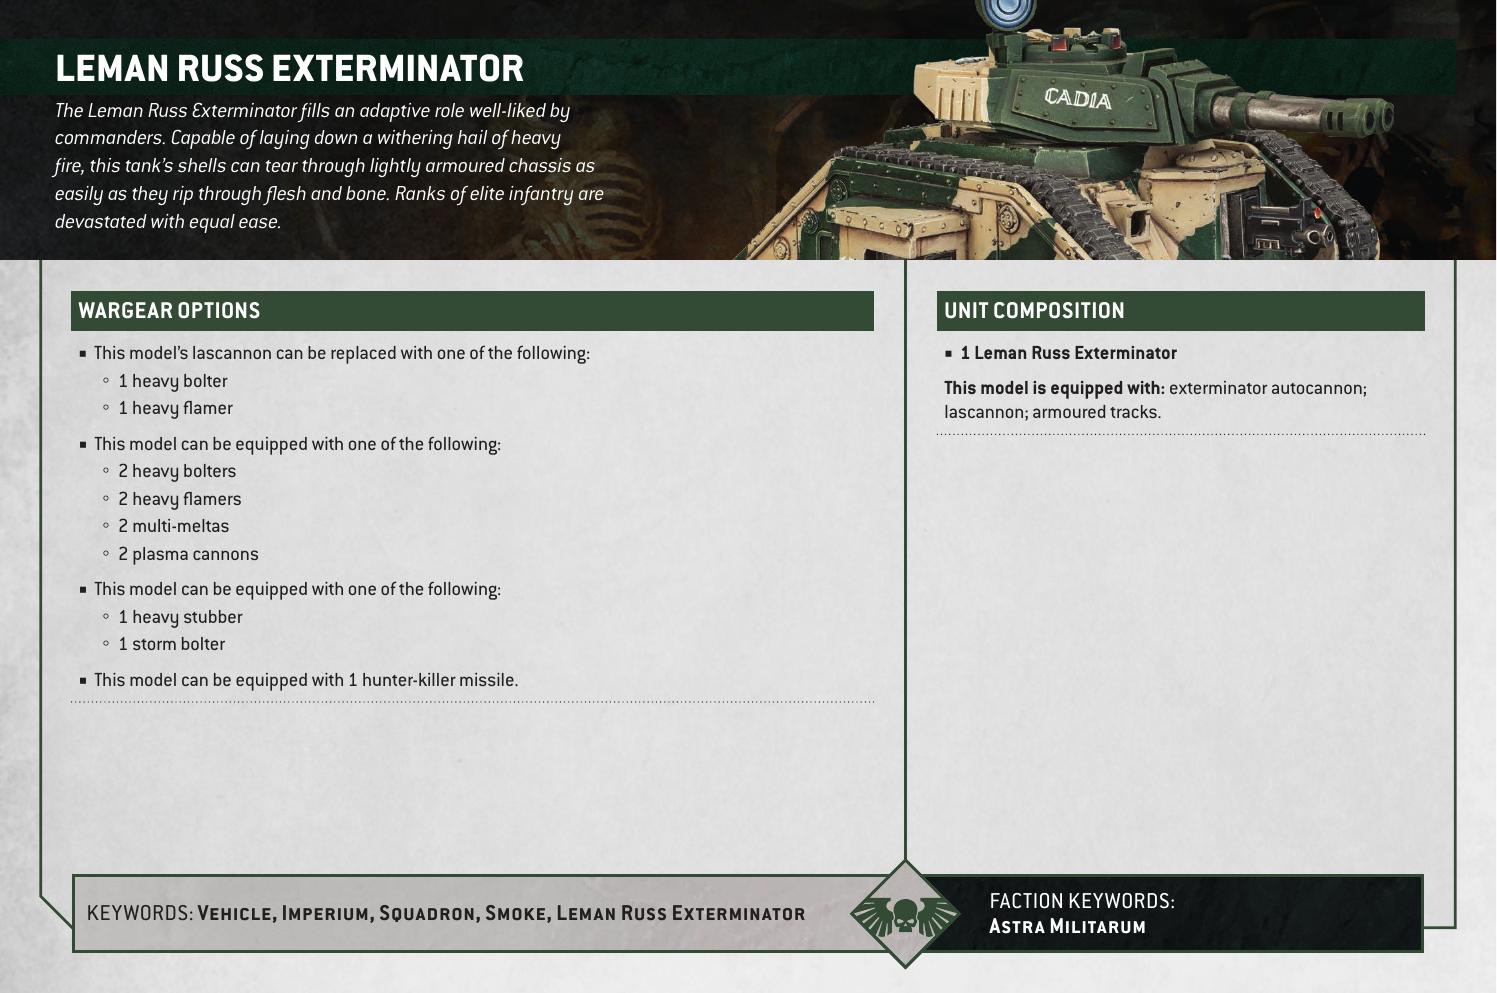 LEMAN RUSS EXTERMINATOR
The Leman Russ Exterminator fills an adaptive role well-liked by
commanders. Capable of laying down a withering hail of heavy
fire, this tank's shells can tear through lightly armoured chassis as
easily as they rip through flesh and bone. Ranks of elite infantry are
devastated with equal ease.
CADIA
WARGEAR OPTIONS
■ This model's lascannon can be replaced with one of the following:
◦ 1 heavy bolter
◦ 1 heavy flamer
■ This model can be equipped with one of the following:
◦ 2 heavy bolters
◦ 2 heavy flamers
◦ 2 multi-meltas
◦ 2 plasma cannons
■ This model can be equipped with one of the following:
◦ 1 heavy stubber
◦ 1 storm bolter
■ This model can be equipped with 1 hunter-killer missile.
UNIT COMPOSITION
■ 1 Leman Russ Exterminator
This model is equipped with: exterminator autocannon;
lascannon; armoured tracks.
KEYWORDS: Vehicle, Imperium, Squadron, Smoke, Leman Russ Exterminator
FACTION KEYWORDS:
Astra Militarum